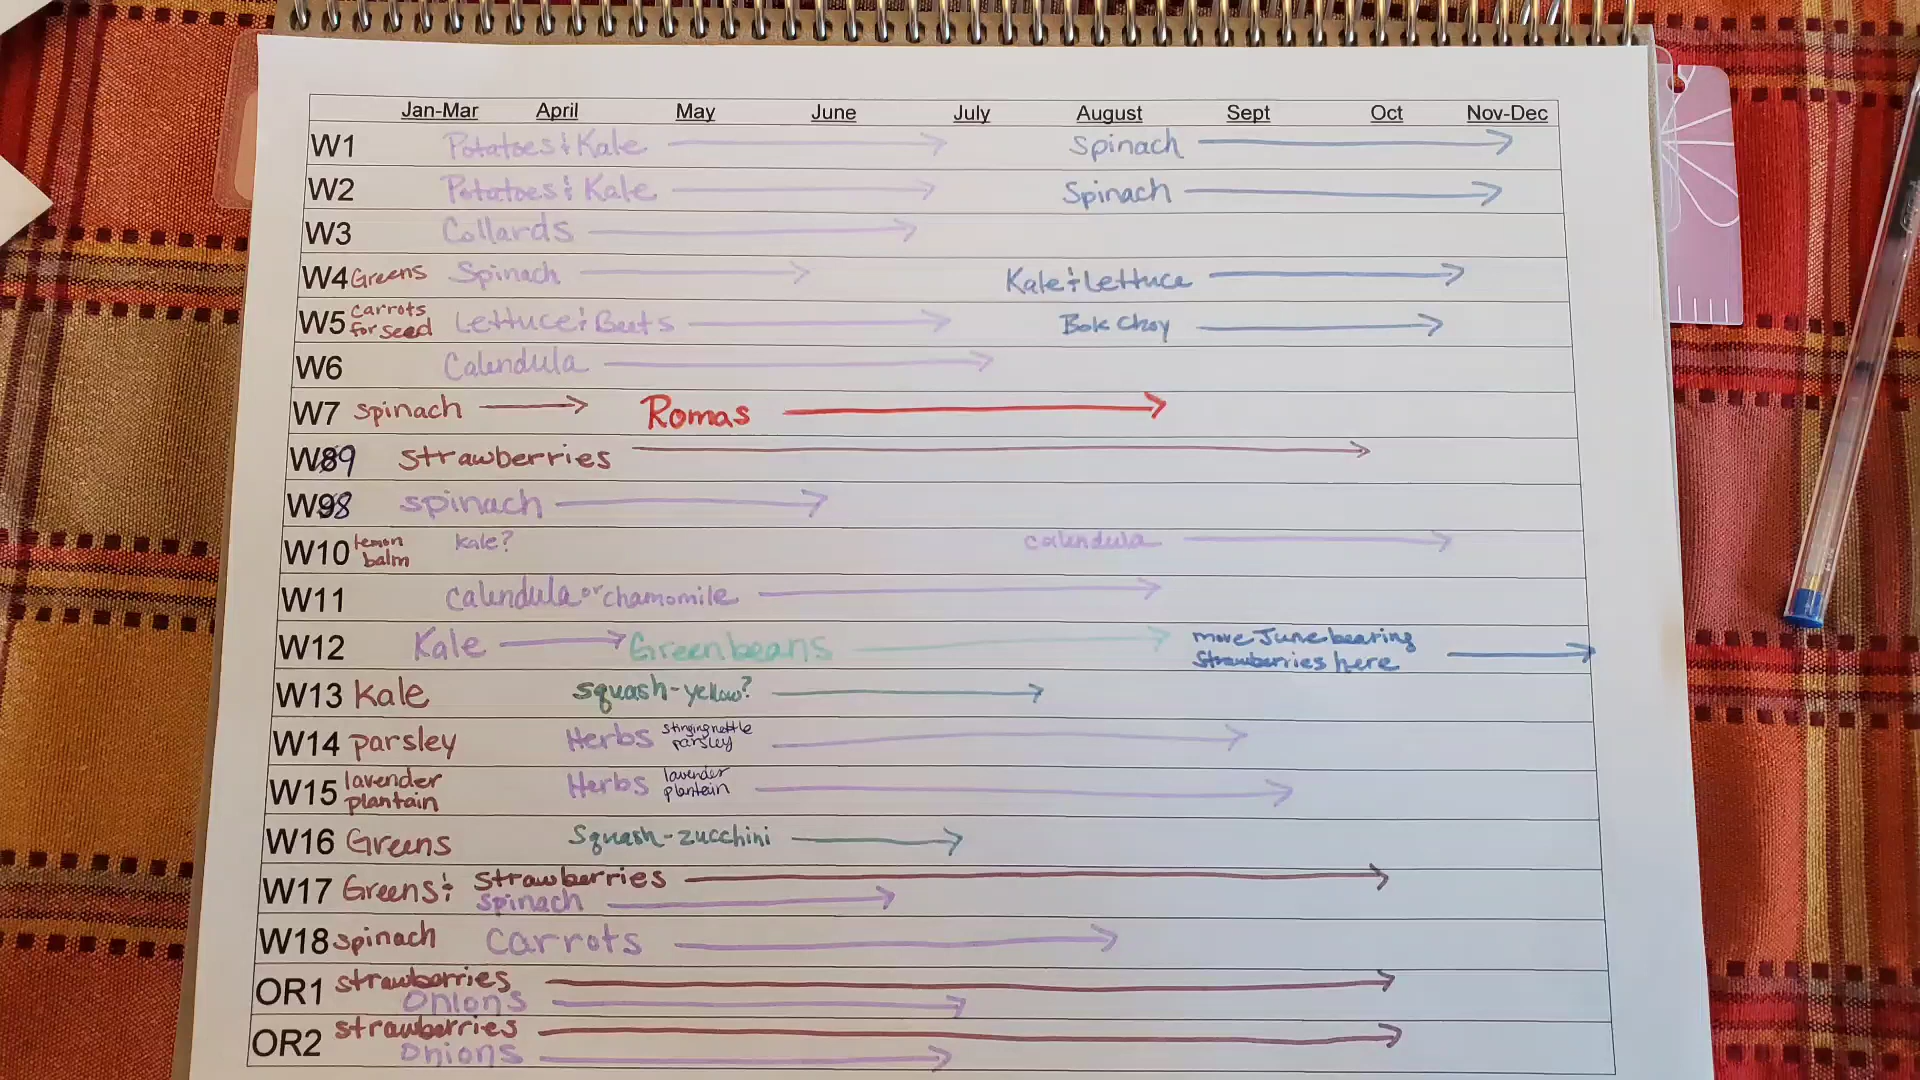 Jan-Mar April May June July August Sept Oct Nov-Dec
W1 Potatoes & Kale Spinach
W2 Potatoes & Kale Spinach
W3 Collards
W4 Greens Spinach Kale & Lettuce
W5 carrots for seed Lettuce & Beets Bok Choy
W6 Calendula
W7 spinach Romas
W89 strawberries
W98 spinach
W10 lemon balm kale? calendula
W11 calendula or chamomile
W12 Kale Green beans move June bearing
Strawberries here
W13 Kale squash-yellow?
W14 parsley Herbs stinging nettle
parsley
W15 lavender
plantain Herbs lavender
plantain
W16 Greens Squash-zucchini
W17 Greens & strawberries
spinach
W18 spinach carrots
OR1 strawberries
onions
OR2 strawberries
onions